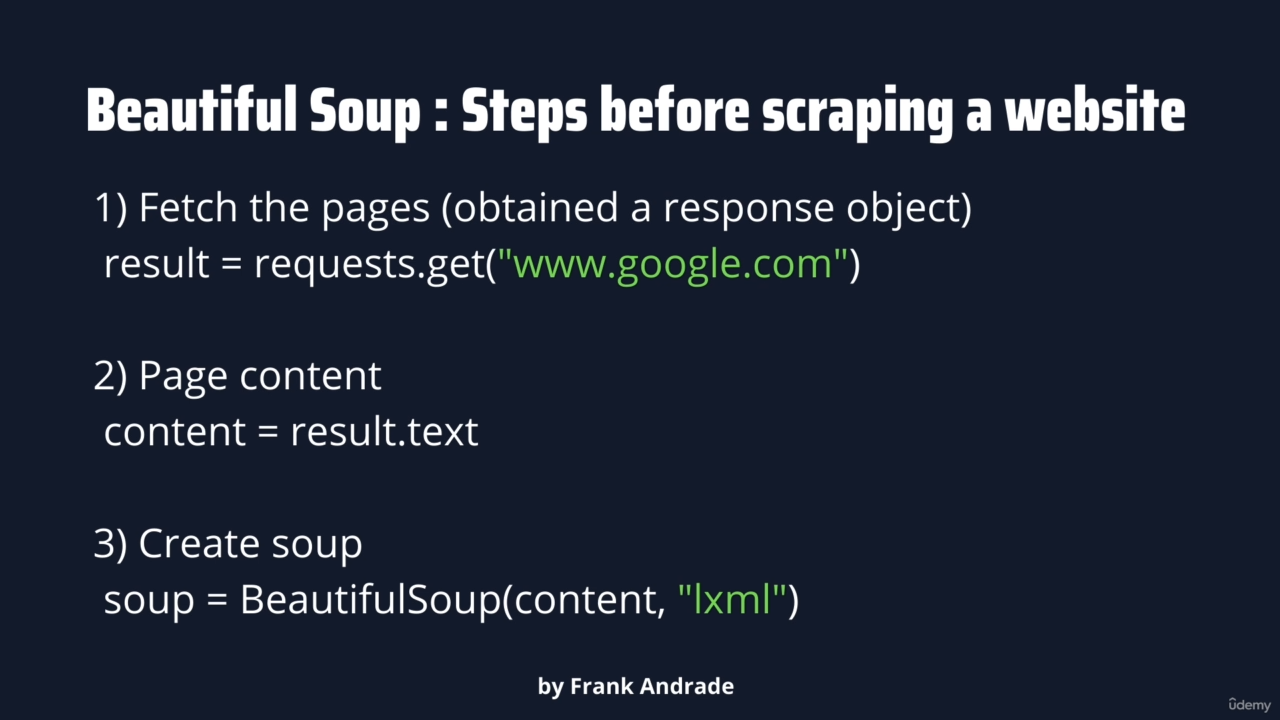 Beautiful Soup : Steps before scraping a website
1) Fetch the pages (obtained a response object)
result = requests.get("www.google.com")
2) Page content
content = result.text
3) Create soup
soup = BeautifulSoup(content, "lxml")
by Frank Andrade
ûdemy